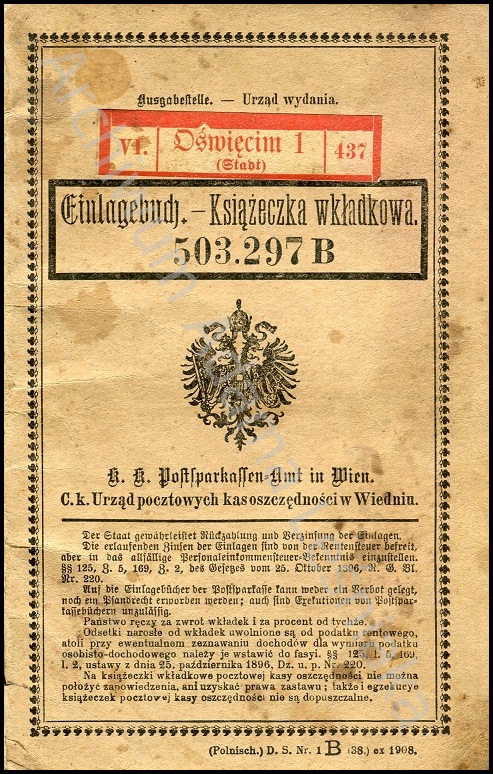 Ausgabestelle. — Urząd wydania.
VI. Oświęcim 1 437
(Stadt)
Einlagebuch. — Książeczka wkładkowa.
503.297 B
K. K. Postsparkassen-Amt in Wien.
C. k. Urząd pocztowych kas oszczędności w Wiedniu.
Der Staat gewährleistet Rückzahlung und Verzinsung der Einlagen.
Die erlaufenden Zinsen der Einlagen sind von der Rentensteuer befreit,
aber in das allfällige Personaleinkommensteuer-Bekenntnis einzustellen.
§§ 125, Z. 5, 169, Z. 2, des Gesetzes vom 25. Oktober 1896, R. G. Bl.
Nr. 220.
Auf die Einlagebücher der Postsparkasse kann weder ein Verbot gelegt,
noch ein Pfandrecht erworben werden; auch sind Exekutionen von Postspar-
kassebüchern unzulässig.
Państwo ręczy za zwrot wkładek i za procent od tychże.
Odsetki narosłe od wkładek uwolnione są od podatku rentowego,
atoli przy ewentualnem zeznawaniu dochodów dla wymiaru podatku
osobisto-dochodowego należy je wstawić do fasyi. §§ 125, l. 5, 169,
l. 2, ustawy z dnia 25. października 1896, Dz. u. p. Nr. 220.
Na książeczki wkładkowe pocztowej kasy oszczędności nie można
położyć zapowiedzenia, ani uzyskać prawa zastawu; także i egzekucye
książeczek pocztowej kasy oszczędności nie są dopuszczalne.
(Polnisch.) D. S. Nr. 1 B (38.) ex 1908.